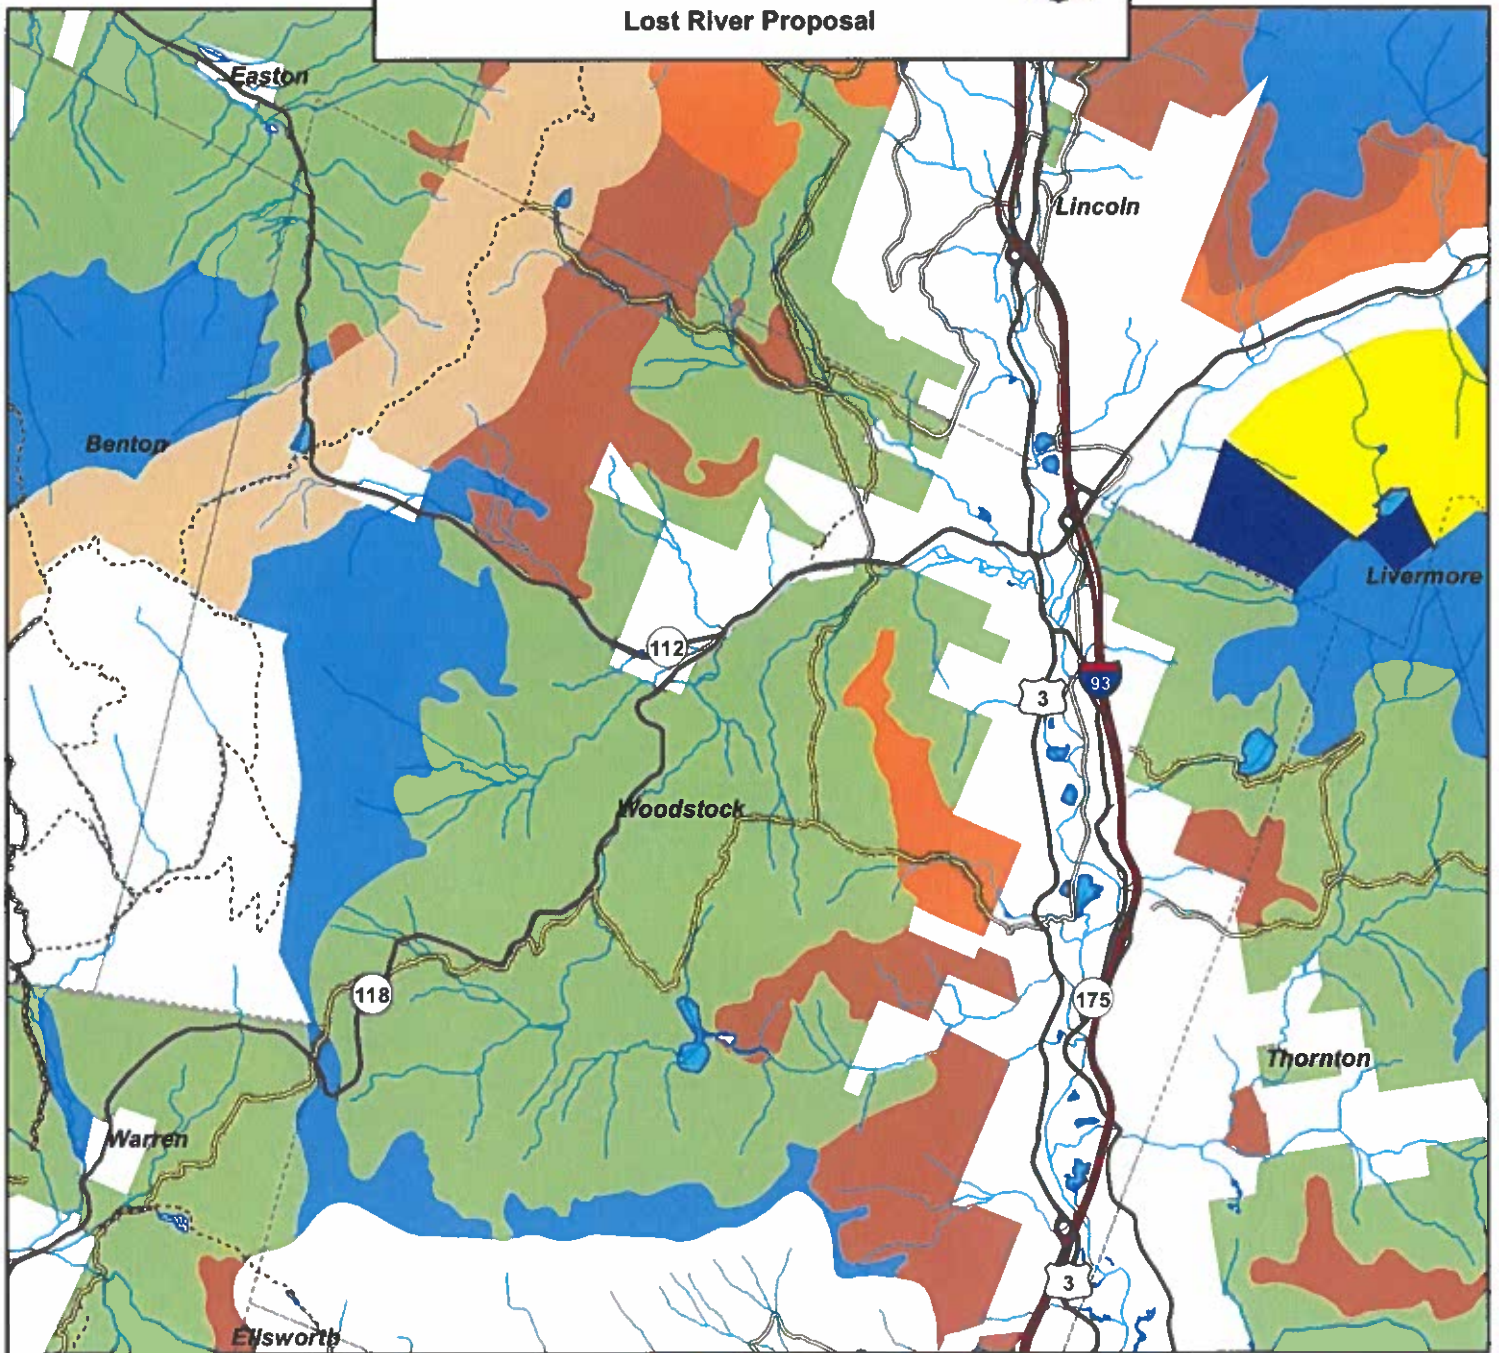 Lost River Proposal
Easton
Lincoln
Benton
Livermore
112
93
3
Woodstock
118
175
Thornton
Warren
3
Ellsworth